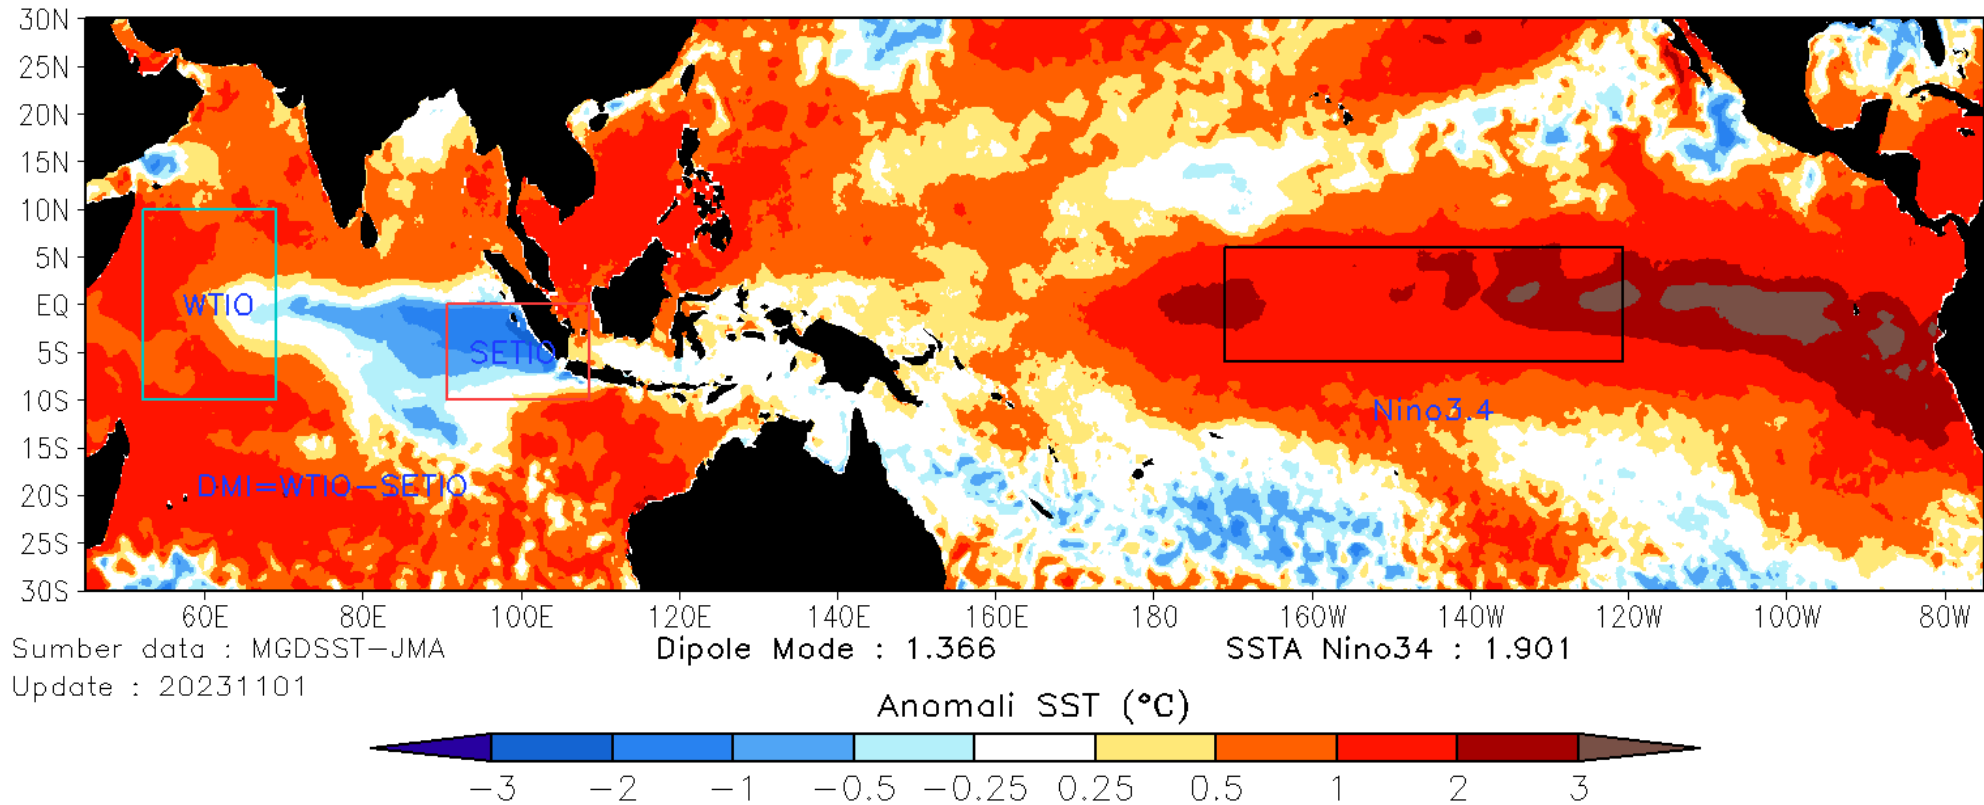 30N
25N
20N
15N
10N
5N
EQ
5S
10S
15S
20S
25S
30S
WTIO
SETIO
Nino3.4
DMI=WTIO-SETIO
60E 80E 100E 120E 140E 160E 180 160W 140W 120W 100W 80W
Sumber data : MGDSST-JMA Dipole Mode : 1.366 SSTA Nino34 : 1.901
Update : 20231101
Anomali SST (°C)
-3 -2 -1 -0.5 -0.25 0.25 0.5 1 2 3